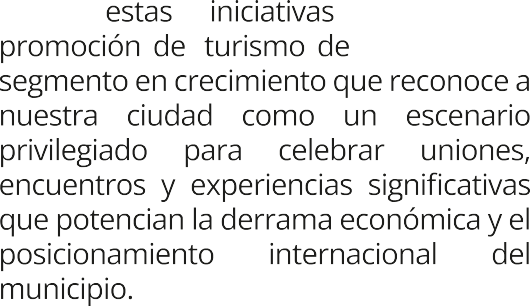 estas iniciativas
promoción de turismo de
segmento en crecimiento que reconoce a
nuestra ciudad como un escenario
privilegiado para celebrar uniones,
encuentros y experiencias significativas
que potencian la derrama económica y el
posicionamiento internacional del
municipio.